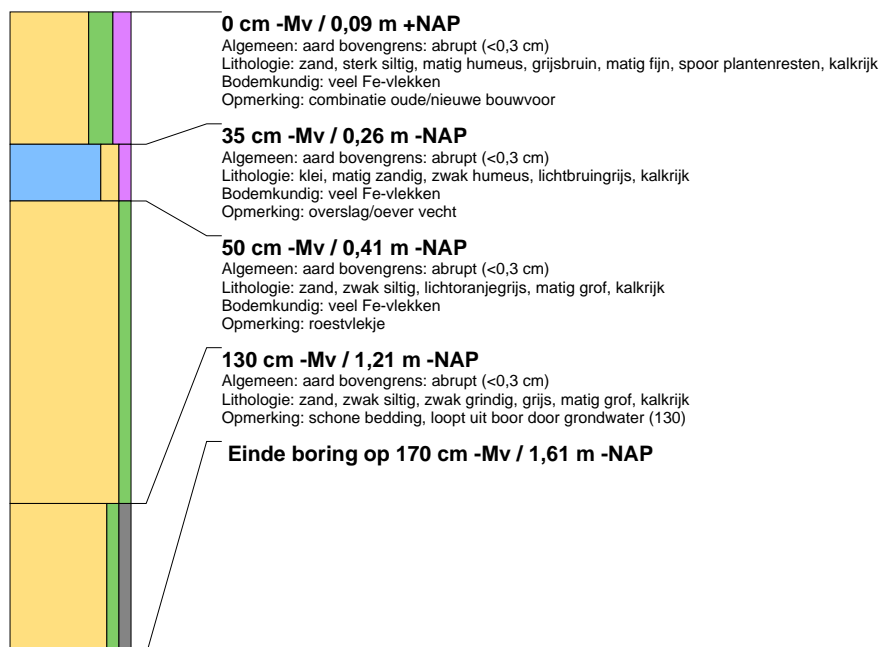 0 cm -Mv / 0,09 m +NAP
Algemeen: aard bovengrens: abrupt (<0,3 cm)
Lithologie: zand, sterk siltig, matig humeus, grijsbruin, matig fijn, spoor plantenresten, kalkrijk
Bodemkundig: veel Fe-vlekken
Opmerking: combinatie oude/nieuwe bouwvoor
35 cm -Mv / 0,26 m -NAP
Algemeen: aard bovengrens: abrupt (<0,3 cm)
Lithologie: klei, matig zandig, zwak humeus, lichtbruingrijs, kalkrijk
Bodemkundig: veel Fe-vlekken
Opmerking: overslag/oever vecht
50 cm -Mv / 0,41 m -NAP
Algemeen: aard bovengrens: abrupt (<0,3 cm)
Lithologie: zand, zwak siltig, lichtoranjegrijs, matig grof, kalkrijk
Bodemkundig: veel Fe-vlekken
Opmerking: roestvlekje
130 cm -Mv / 1,21 m -NAP
Algemeen: aard bovengrens: abrupt (<0,3 cm)
Lithologie: zand, zwak siltig, zwak grindig, grijs, matig grof, kalkrijk
Opmerking: schone bedding, loopt uit boor door grondwater (130)
Einde boring op 170 cm -Mv / 1,61 m -NAP